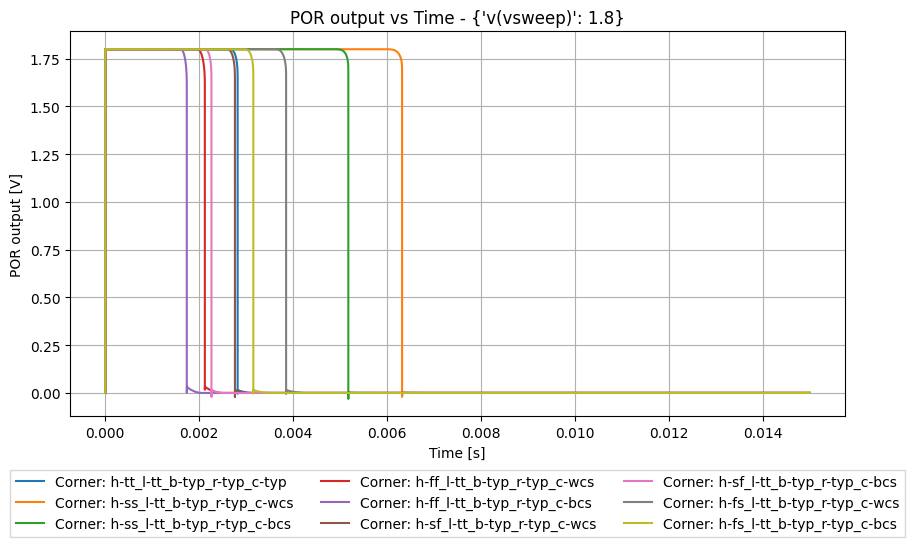 POR output vs Time - {'v(vsweep)': 1.8}
POR output [V]
1.75
1.50
1.25
1.00
0.75
0.50
0.25
0.00
0.000 0.002 0.004 0.006 0.008 0.010 0.012 0.014
Time [s]
Corner: h-tt_l-tt_b-typ_r-typ_c-typ
Corner: h-ss_l-tt_b-typ_r-typ_c-wcs
Corner: h-ss_l-tt_b-typ_r-typ_c-bcs
Corner: h-ff_l-tt_b-typ_r-typ_c-wcs
Corner: h-ff_l-tt_b-typ_r-typ_c-bcs
Corner: h-sf_l-tt_b-typ_r-typ_c-wcs
Corner: h-sf_l-tt_b-typ_r-typ_c-bcs
Corner: h-fs_l-tt_b-typ_r-typ_c-wcs
Corner: h-fs_l-tt_b-typ_r-typ_c-bcs